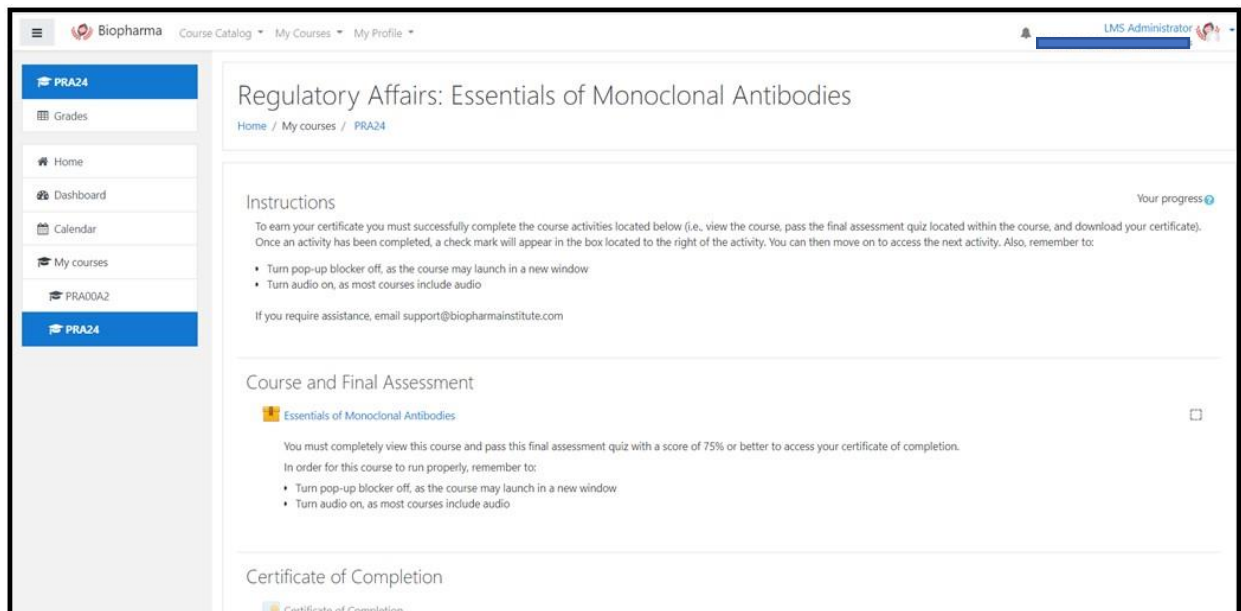 Biopharma Course Catalog My Courses My Profile LMS Administrator
PRA24
Grades
Home
Dashboard
Calendar
My courses
PRA00A2
PRA24
Regulatory Affairs: Essentials of Monoclonal Antibodies
Home / My courses / PRA24
Instructions
Your progress
To earn your certificate you must successfully complete the course activities located below (i.e., view the course, pass the final assessment quiz located within the course, and download your certificate).
Once an activity has been completed, a check mark will appear in the box located to the right of the activity. You can then move on to access the next activity. Also, remember to:
• Turn pop-up blocker off, as the course may launch in a new window
• Turn audio on, as most courses include audio
If you require assistance, email support@biopharmainstitute.com
Course and Final Assessment
Essentials of Monoclonal Antibodies
You must completely view this course and pass this final assessment quiz with a score of 75% or better to access your certificate of completion.
In order for this course to run properly, remember to:
• Turn pop-up blocker off, as the course may launch in a new window
• Turn audio on, as most courses include audio
Certificate of Completion
Certificate of Completion